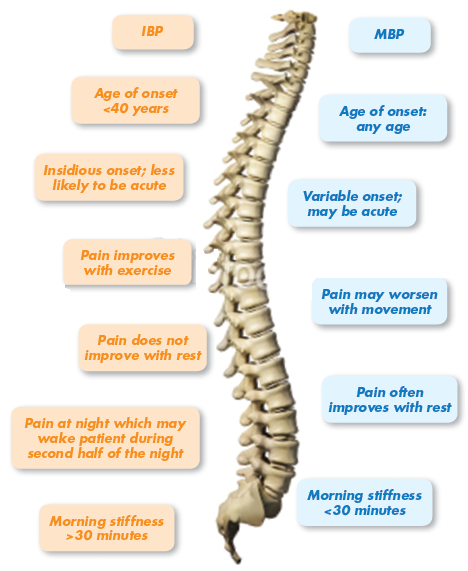 IBP
Age of onset
<40 years
Insidious onset; less
likely to be acute
Pain improves
with exercise
Pain does not
improve with rest
Pain at night which may
wake patient during
second half of the night
Morning stiffness
>30 minutes
MBP
Age of onset:
any age
Variable onset;
may be acute
Pain may worsen
with movement
Pain often
improves with rest
Morning stiffness
<30 minutes